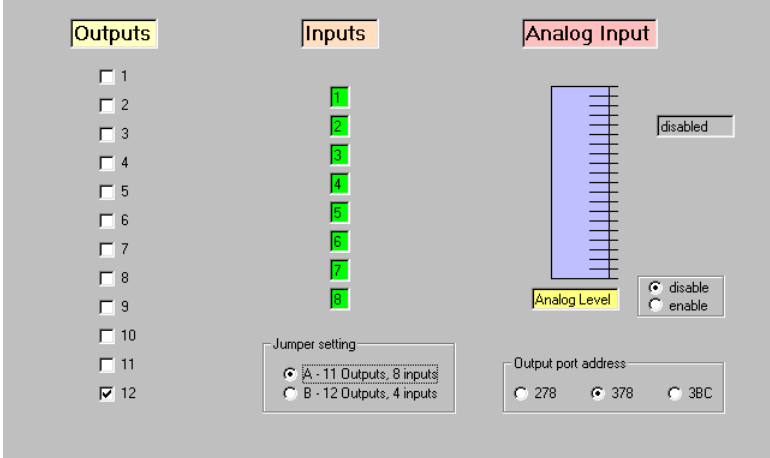 Outputs
1
2
3
4
5
6
7
8
9
10
11
12
Inputs
1
2
3
4
5
6
7
8
Jumper setting
A - 11 Outputs, 8 inputs
B - 12 Outputs, 4 inputs
Analog Input
disabled
Analog Level
disable
enable
Output port address
278 378 3BC